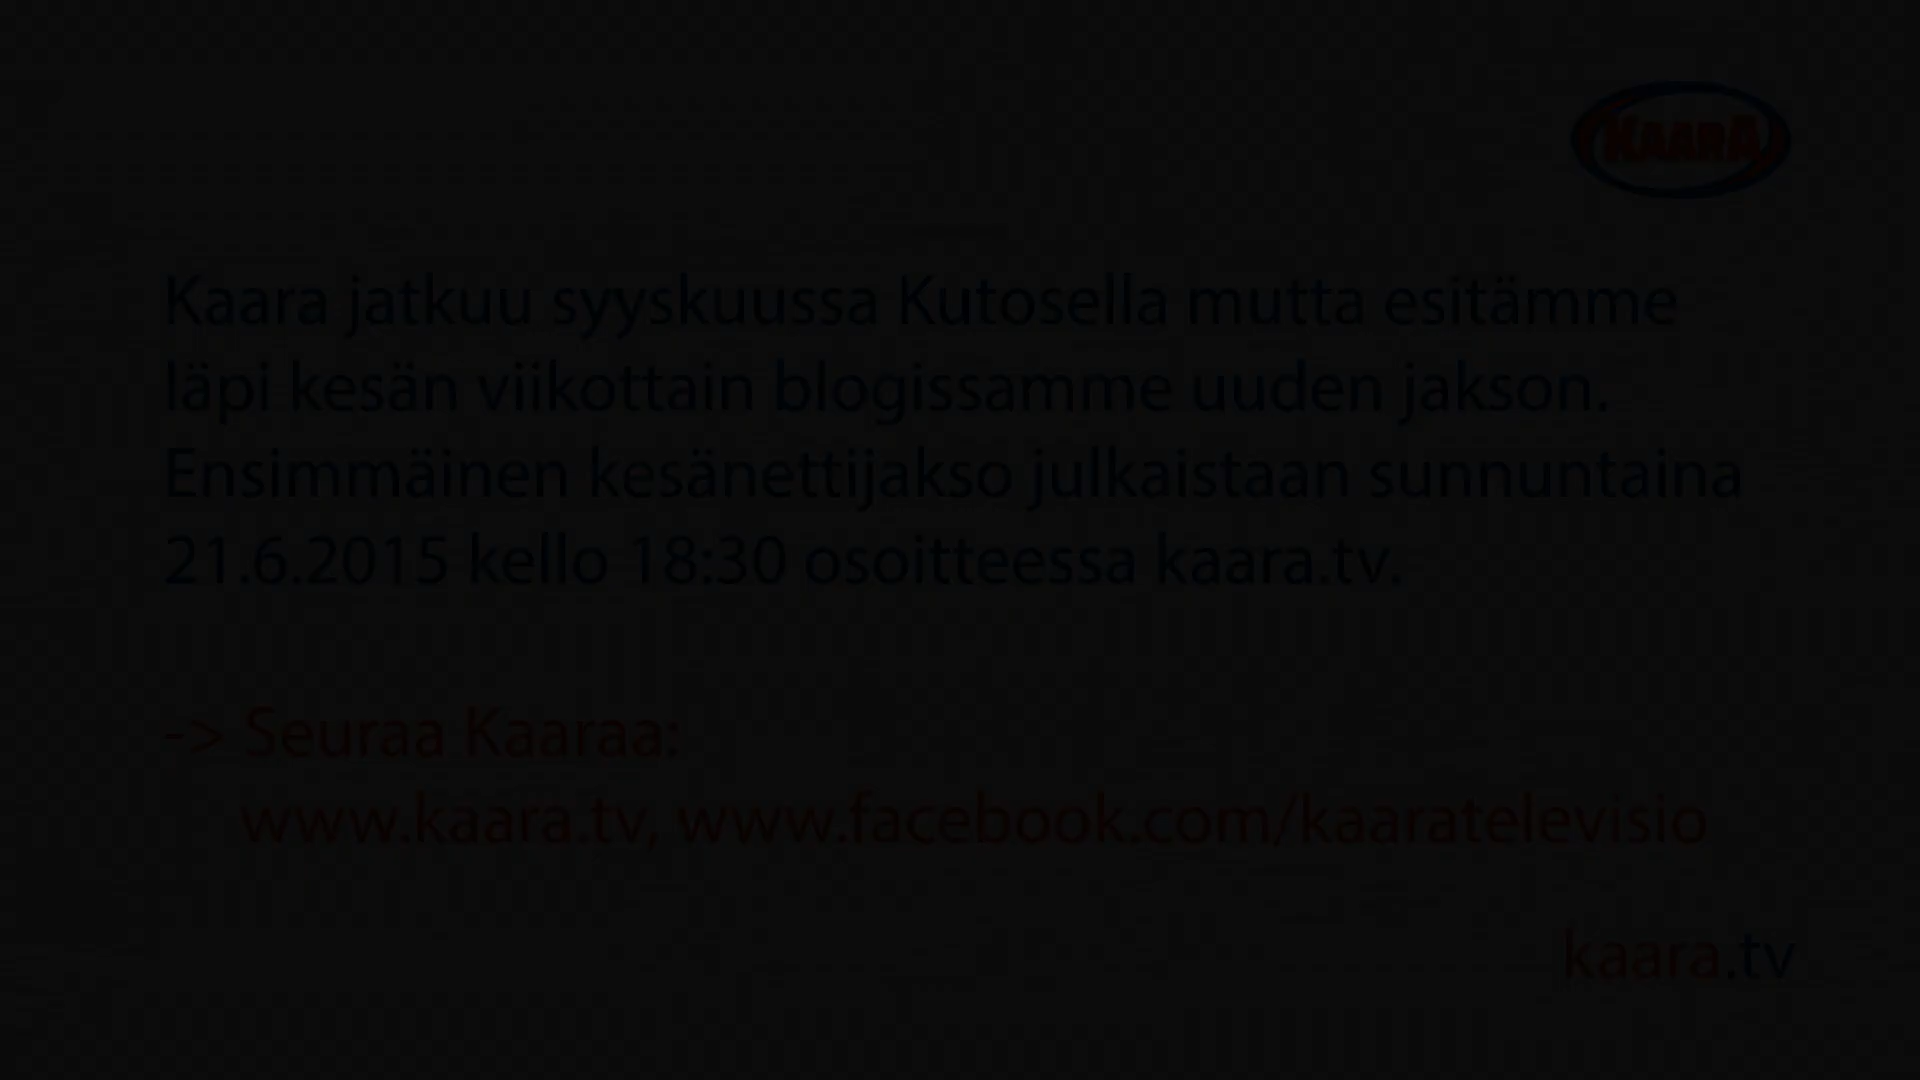 KAARA
Kaara jatkuu syyskuussa Kutosella mutta esitämme
läpi kesän viikottain blogissamme uuden jakson.
Ensimmäinen kesänettijakso julkaistaan sunnuntaina
21.6.2015 kello 18:30 osoitteessa kaara.tv.
-> Seuraa Kaaraa:
www.kaara.tv, www.facebook.com/kaaratelevisio
kaara.tv